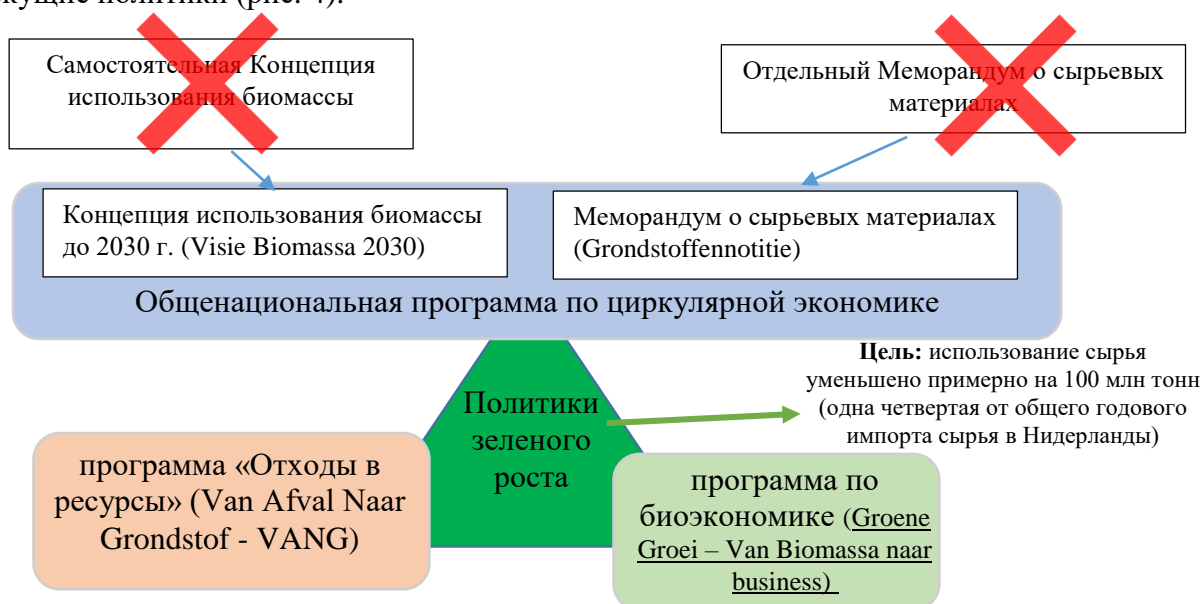 кущие политики (рис. 4).
Самостоятельная Концепция
использования биомассы
Отдельный Меморандум о сырьевых
материалах
Концепция использования биомассы
до 2030 г. (Visie Biomassa 2030)
Меморандум о сырьевых материалах
(Grondstoffennotitie)
Общенациональная программа по циркулярной экономике
Цель: использование сырья
уменьшено примерно на 100 млн тонн
(одна четвертая от общего годового
импорта сырья в Нидерланды)
Политики
зеленого
роста
программа «Отходы в
ресурсы» (Van Afval Naar
Grondstof - VANG)
программа по
биоэкономике (Groene
Groei – Van Biomassa naar
business)